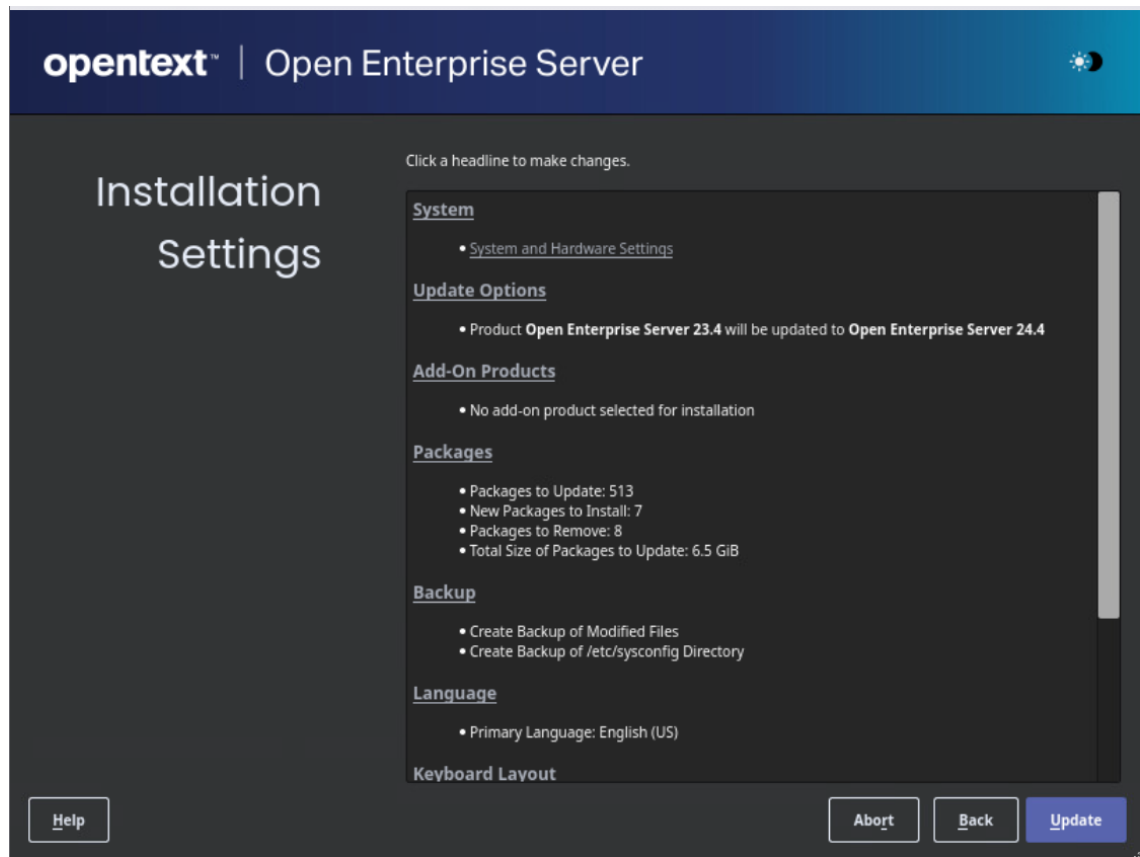 opentext™ | Open Enterprise Server
Installation
Settings
Click a headline to make changes.
System
• System and Hardware Settings
Update Options
• Product Open Enterprise Server 23.4 will be updated to Open Enterprise Server 24.4
Add-On Products
• No add-on product selected for installation
Packages
• Packages to Update: 513
• New Packages to Install: 7
• Packages to Remove: 8
• Total Size of Packages to Update: 6.5 GiB
Backup
• Create Backup of Modified Files
• Create Backup of /etc/sysconfig Directory
Language
• Primary Language: English (US)
Keyboard Layout
Help
Abort
Back
Update